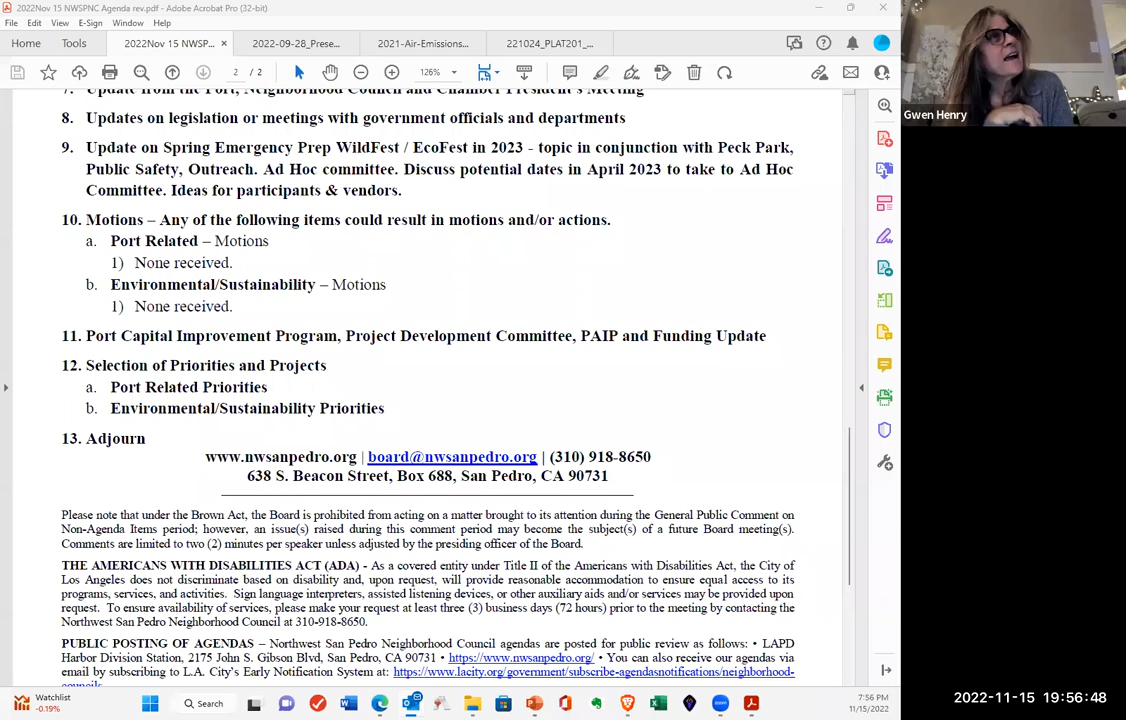 2022Nov 15 NWSPNC Agenda rev.pdf - Adobe Acrobat Pro (32-bit)
File Edit View E-Sign Window Help
Home Tools 2022Nov 15 NWSP... × 2022-09-28_Prese... 2021-Air-Emissions... 221024_PLAT201_...
2 / 2 126%
7. Update from the Port, Neighborhood Council and Chamber President's Meeting
8. Updates on legislation or meetings with government officials and departments
9. Update on Spring Emergency Prep WildFest / EcoFest in 2023 - topic in conjunction with Peck Park,
Public Safety, Outreach. Ad Hoc committee. Discuss potential dates in April 2023 to take to Ad Hoc
Committee. Ideas for participants & vendors.
10. Motions – Any of the following items could result in motions and/or actions.
a. Port Related – Motions
1) None received.
b. Environmental/Sustainability – Motions
1) None received.
11. Port Capital Improvement Program, Project Development Committee, PAIP and Funding Update
12. Selection of Priorities and Projects
a. Port Related Priorities
b. Environmental/Sustainability Priorities
13. Adjourn
www.nwsanpedro.org | board@nwsanpedro.org | (310) 918-8650
638 S. Beacon Street, Box 688, San Pedro, CA 90731
Please note that under the Brown Act, the Board is prohibited from acting on a matter brought to its attention during the General Public Comment on
Non-Agenda Items period; however, an issue(s) raised during this comment period may become the subject(s) of a future Board meeting(s).
Comments are limited to two (2) minutes per speaker unless adjusted by the presiding officer of the Board.
THE AMERICANS WITH DISABILITIES ACT (ADA) - As a covered entity under Title II of the Americans with Disabilities Act, the City of
Los Angeles does not discriminate based on disability and, upon request, will provide reasonable accommodation to ensure equal access to its
programs, services, and activities. Sign language interpreters, assisted listening devices, or other auxiliary aids and/or services may be provided upon
request. To ensure availability of services, please make your request at least three (3) business days (72 hours) prior to the meeting by contacting the
Northwest San Pedro Neighborhood Council at 310-918-8650.
PUBLIC POSTING OF AGENDAS – Northwest San Pedro Neighborhood Council agendas are posted for public review as follows: • LAPD
Harbor Division Station, 2175 John S. Gibson Blvd, San Pedro, CA 90731 • https://www.nwsanpedro.org/ • You can also receive our agendas via
email by subscribing to L.A. City's Early Notification System at: https://www.lacity.org/government/subscribe-agendasnotifications/neighborhood-
councils
Gwen Henry
Watchlist
-0.19%
Search
7:56 PM
11/15/2022
2022-11-15 19:56:48